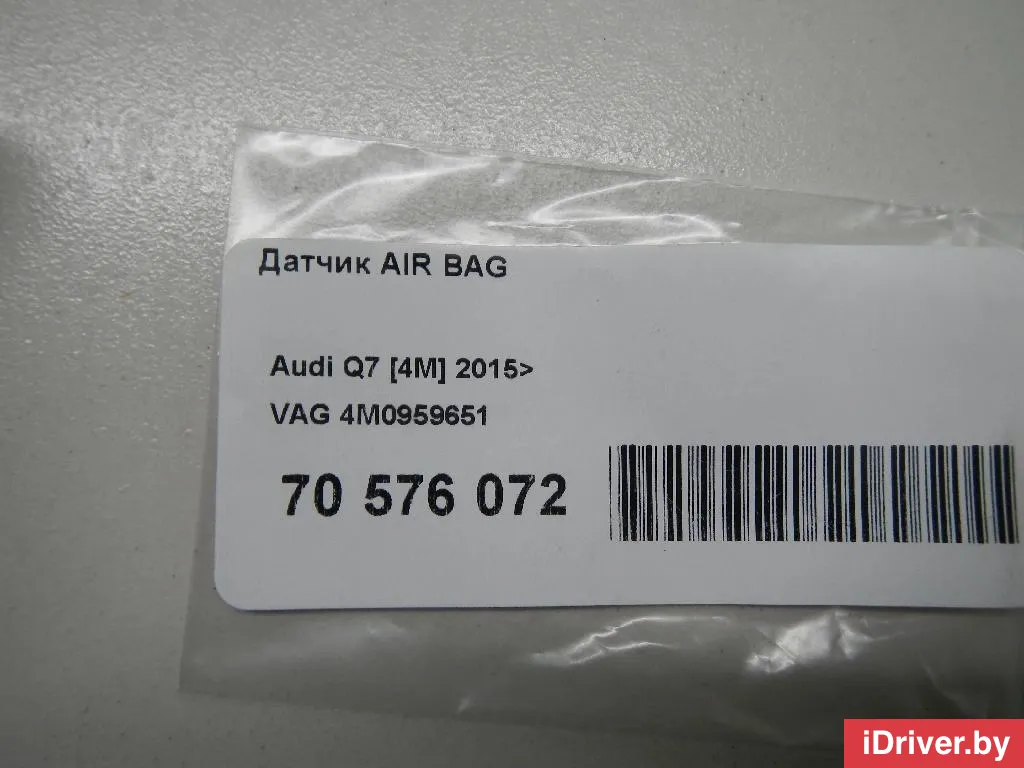 Датчик AIR BAG
Audi Q7 [4M] 2015>
VAG 4M0959651
70 576 072
iDriver.by